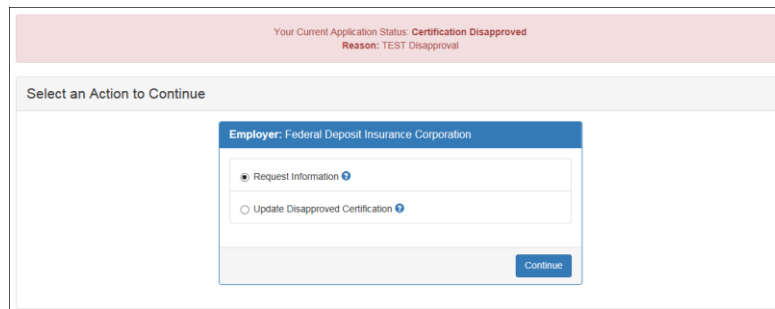 Your Current Application Status: Certification Disapproved
Reason: TEST Disapproval
Select an Action to Continue
Employer: Federal Deposit Insurance Corporation
Request Information ?
Update Disapproved Certification ?
Continue